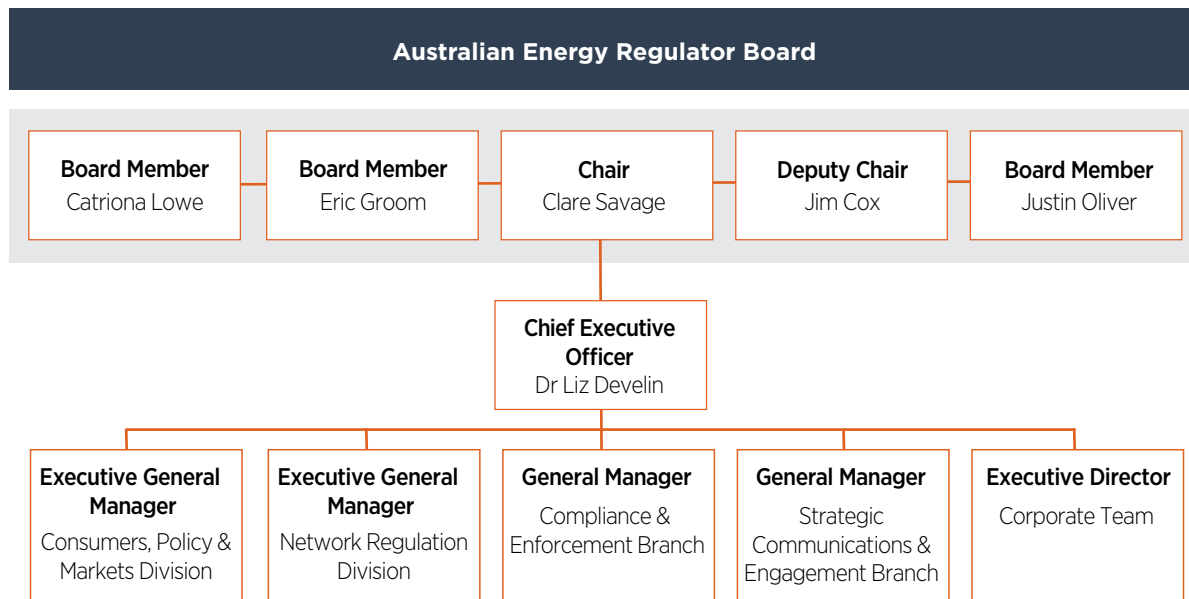 Australian Energy Regulator Board
Board Member
Catriona Lowe
Board Member
Eric Groom
Chair
Clare Savage
Deputy Chair
Jim Cox
Board Member
Justin Oliver
Chief Executive
Officer
Dr Liz Develin
Executive General
Manager
Consumers, Policy &
Markets Division
Executive General
Manager
Network Regulation
Division
General Manager
Compliance &
Enforcement Branch
General Manager
Strategic
Communications &
Engagement Branch
Executive Director
Corporate Team